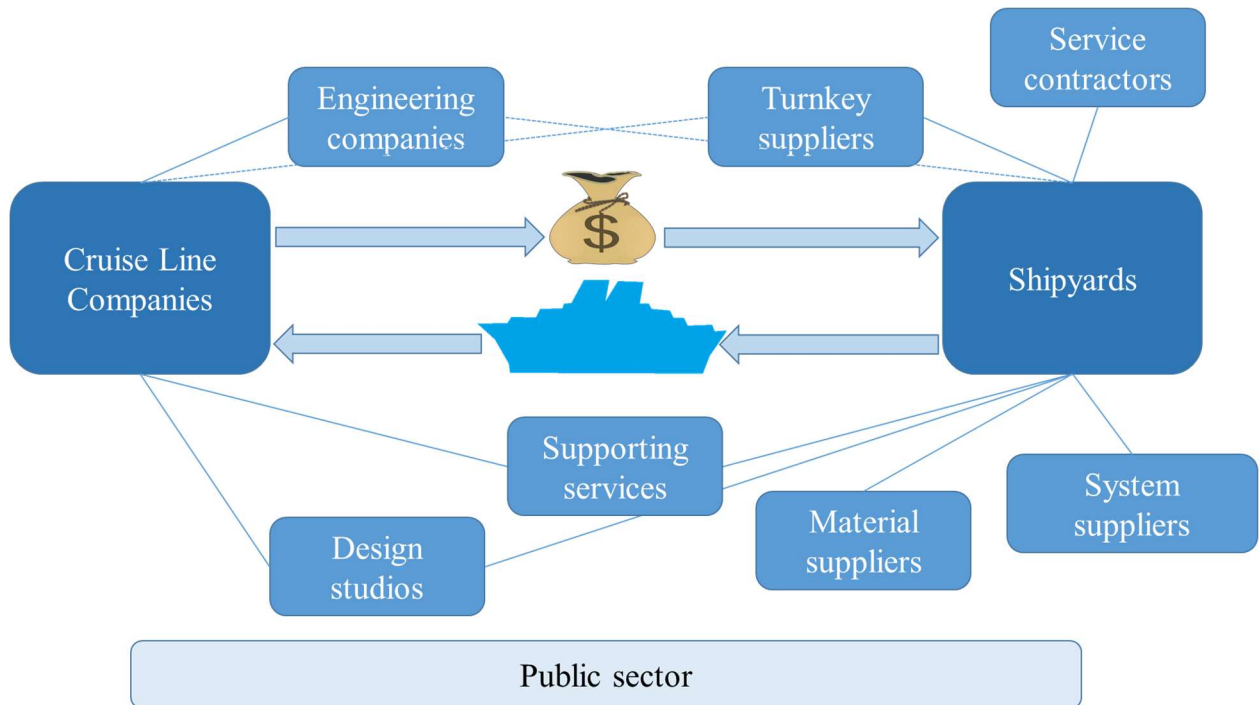 Service
contractors
Engineering
companies
Turnkey
suppliers
$
Cruise Line
Companies
Shipyards
Supporting
services
System
suppliers
Material
suppliers
Design
studios
Public sector